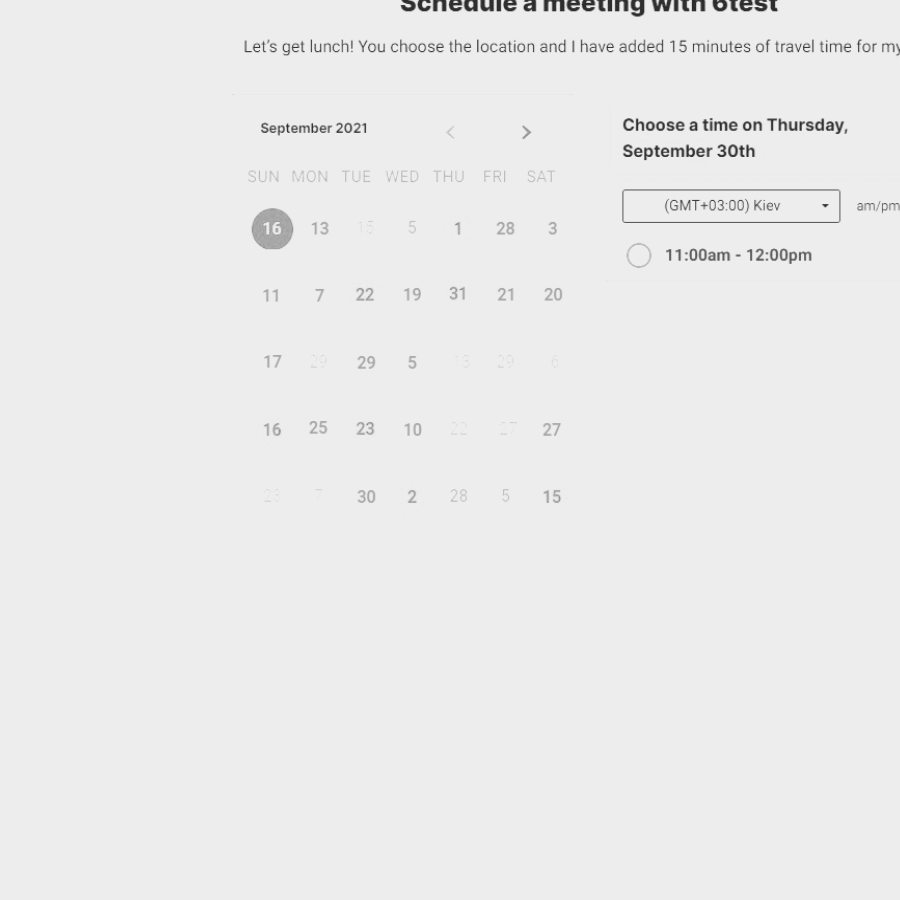 Schedule a meeting with 6test
Let's get lunch! You choose the location and I have added 15 minutes of travel time for my
September 2021
SUN MON TUE WED THU FRI SAT
16 13 15 5 1 28 3
11 7 22 19 31 21 20
17 29 29 5 13 29 6
16 25 23 10 22 27 27
23 7 30 2 28 5 15
Choose a time on Thursday,
September 30th
(GMT+03:00) Kiev am/pm
11:00am - 12:00pm